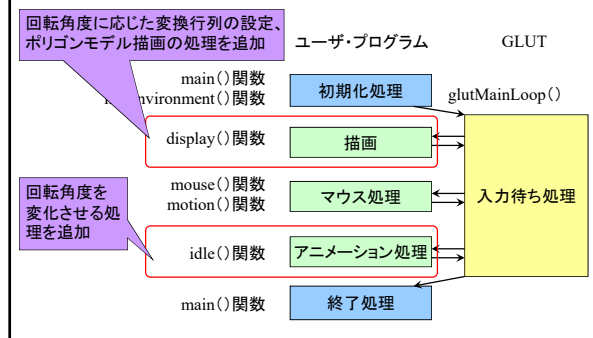 回転角度に応じた変換行列の設定、
ポリゴンモデル描画の処理を追加
ユーザ・プログラム
GLUT
main()関数
nvironment()関数
初期化処理
glutMainLoop()
display()関数
描画
回転角度を
変化させる処
理を追加
mouse()関数
motion()関数
マウス処理
入力待ち処理
idle()関数
アニメーション処理
main()関数
終了処理